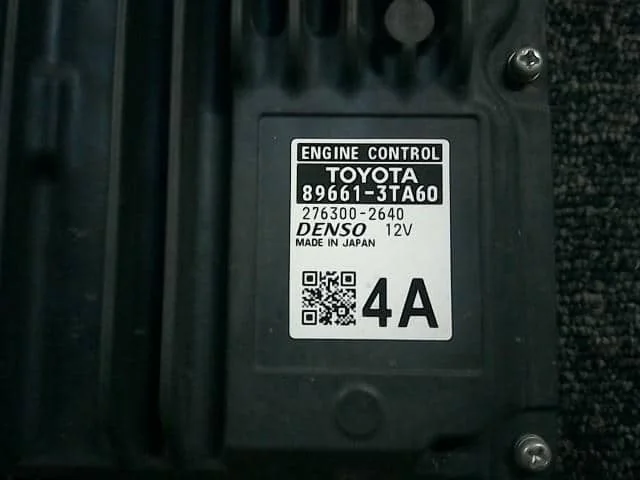 ENGINE CONTROL
TOYOTA
89661-3TA60
276300-2640
DENSO 12V
MADE IN JAPAN
4A